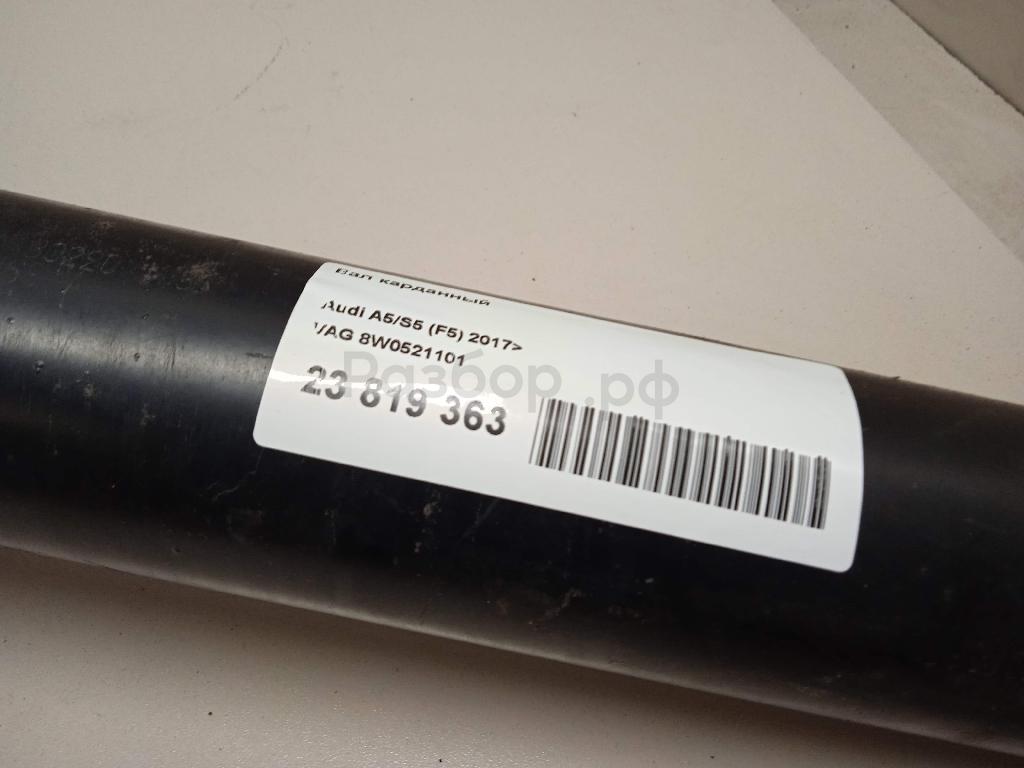 Вал карданный
Audi A5/S5 (F5) 2017>
VAG 8W0521101
23 819 363
Разбор.рф